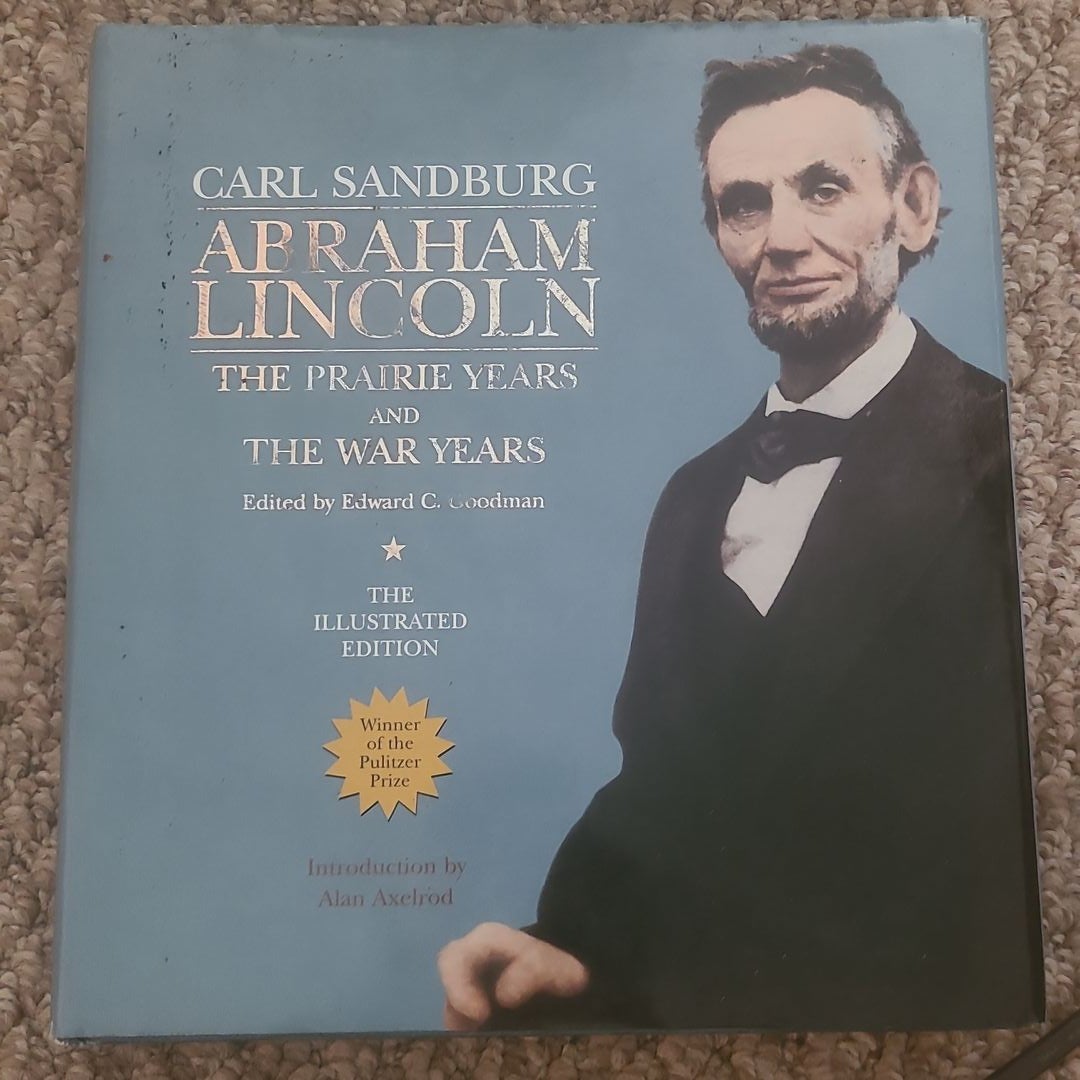 CARL SANDBURG
ABRAHAM
LINCOLN
THE PRAIRIE YEARS
AND
THE WAR YEARS
Edited by Edward C. Goodman
THE
ILLUSTRATED
EDITION
Winner
of the
Pulitzer
Prize
Introduction by
Alan Axelrod